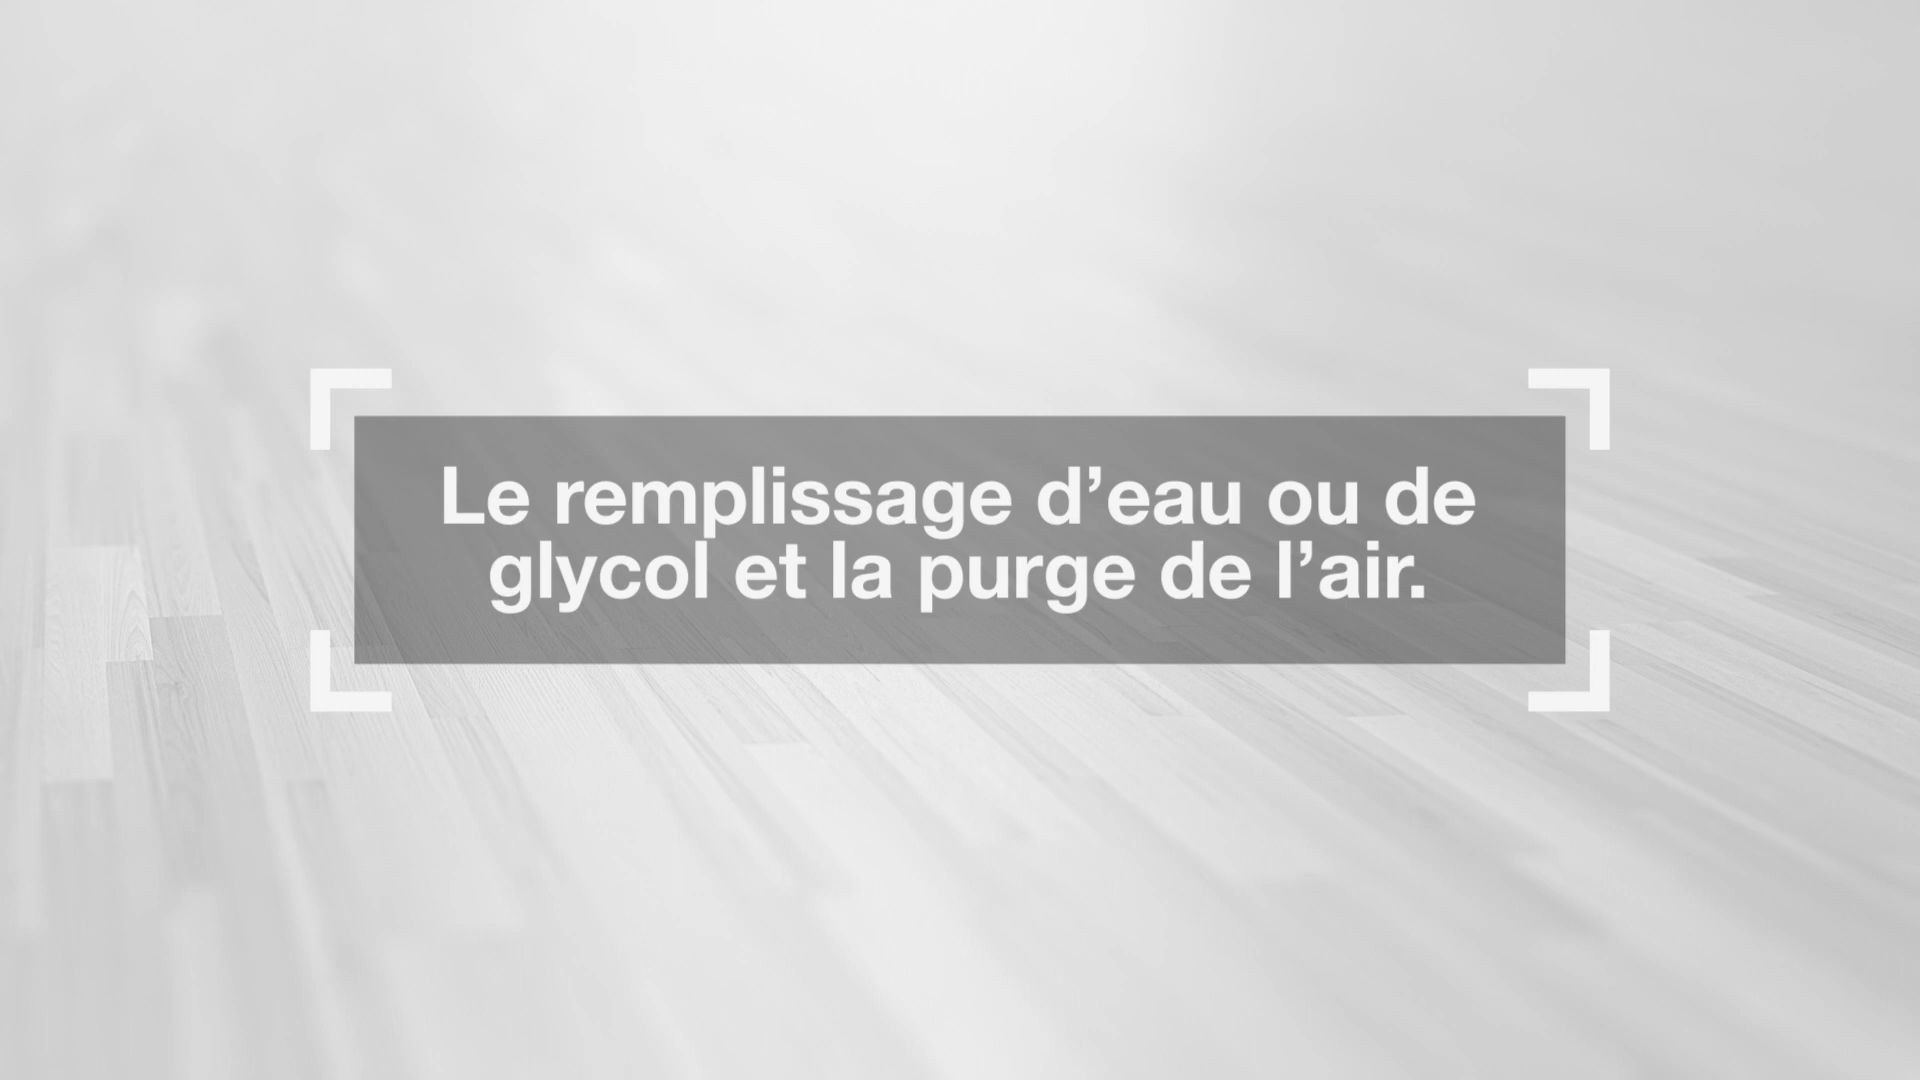 Le remplissage d’eau ou de
glycol et la purge de l’air.